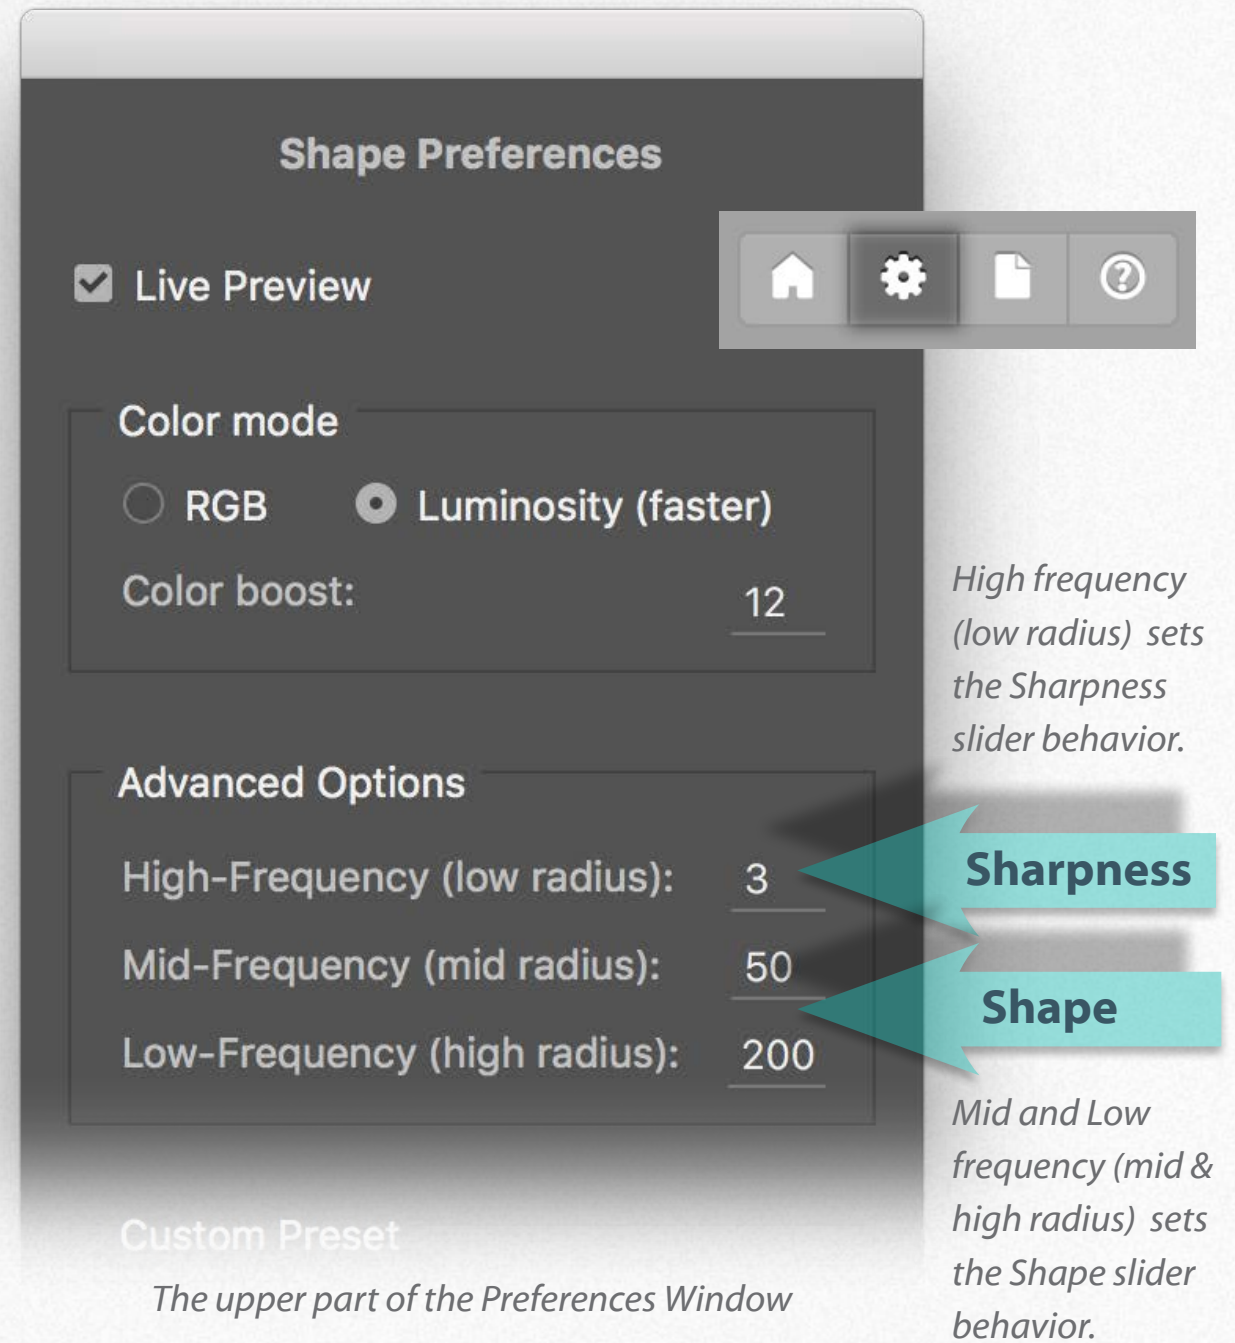 Shape Preferences
Live Preview
Color mode
RGB
Luminosity (faster)
Color boost:
12
High frequency
(low radius) sets
the Sharpness
slider behavior.
Advanced Options
High-Frequency (low radius):
3
Sharpness
Mid-Frequency (mid radius):
50
Shape
Low-Frequency (high radius):
200
Mid and Low
frequency (mid &
high radius) sets
the Shape slider
behavior.
Custom Preset
The upper part of the Preferences Window